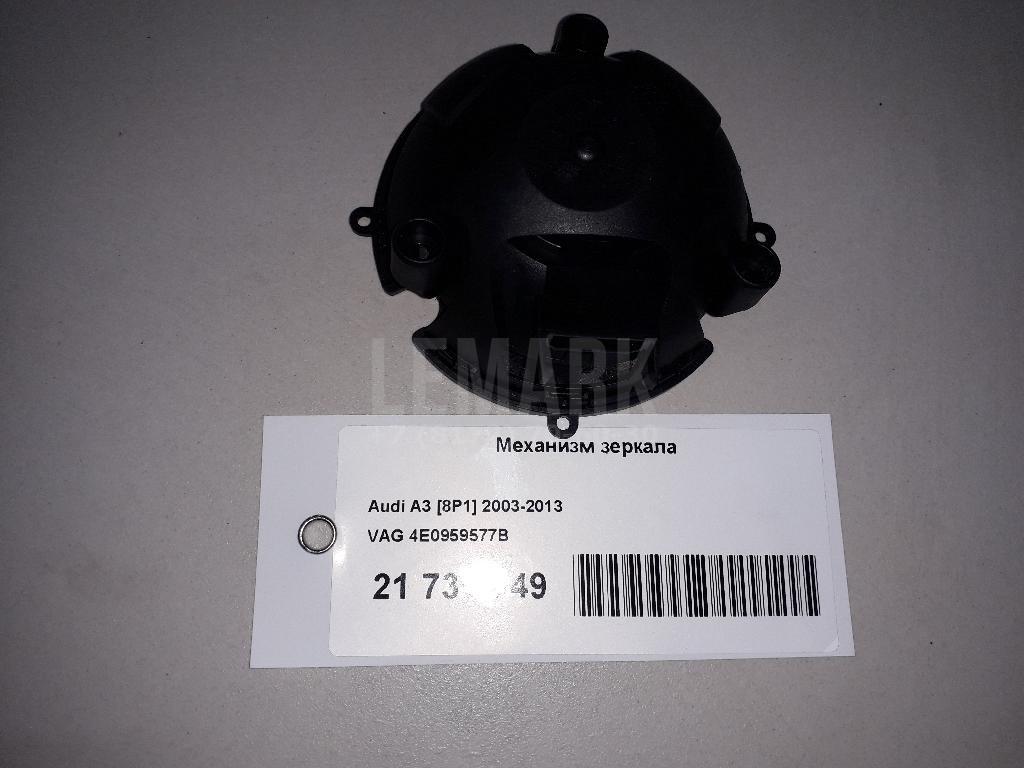 LEMARK
Механизм зеркала
Audi A3 [8P1] 2003-2013
VAG 4E0959577B
21 73 49